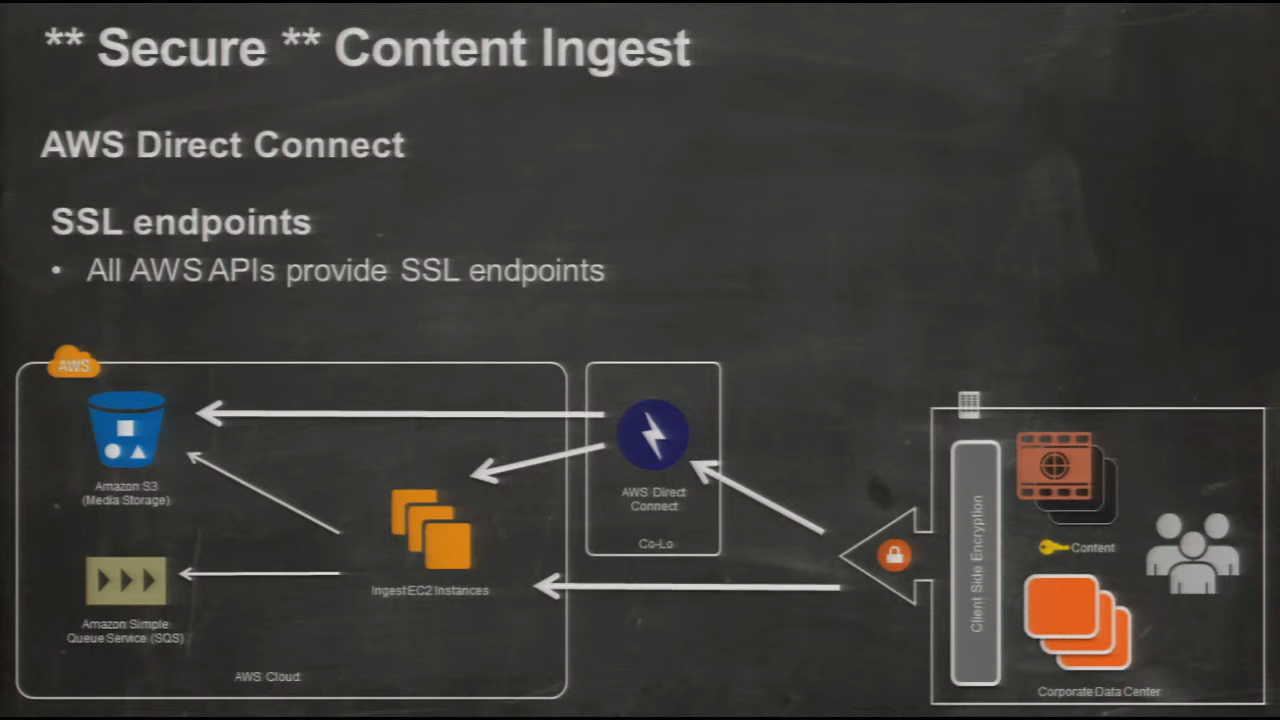 ** Secure ** Content Ingest
AWS Direct Connect
SSL endpoints
• All AWS APIs provide SSL endpoints
AWS
Amazon S3
(Media Storage)
Ingest EC2 Instances
Amazon Simple
Queue Service (SQS)
AWS Cloud
AWS Direct
Connect
Co-Lo
Client Side Encryption
Content
Corporate Data Center